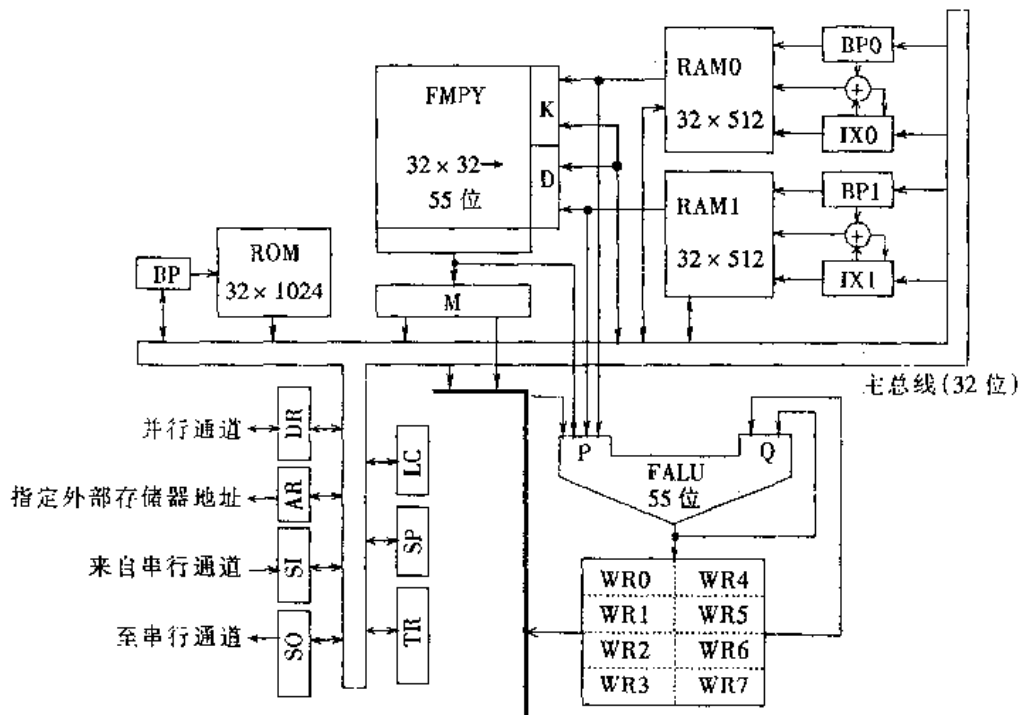 FMPY
32 × 32→
55 位
K
D
RAM0
32 × 512
BP0
+
IX0
RAM1
32 × 512
BP1
+
IX1
BP
ROM
32 × 1024
M
主总线(32 位)
并行通道
DR
LC
指定外部存储器地址
AR
来自串行通道
SI
SP
至串行通道
SO
TR
P
Q
FALU
55 位
WR0
WR4
WR1
WR5
WR2
WR6
WR3
WR7